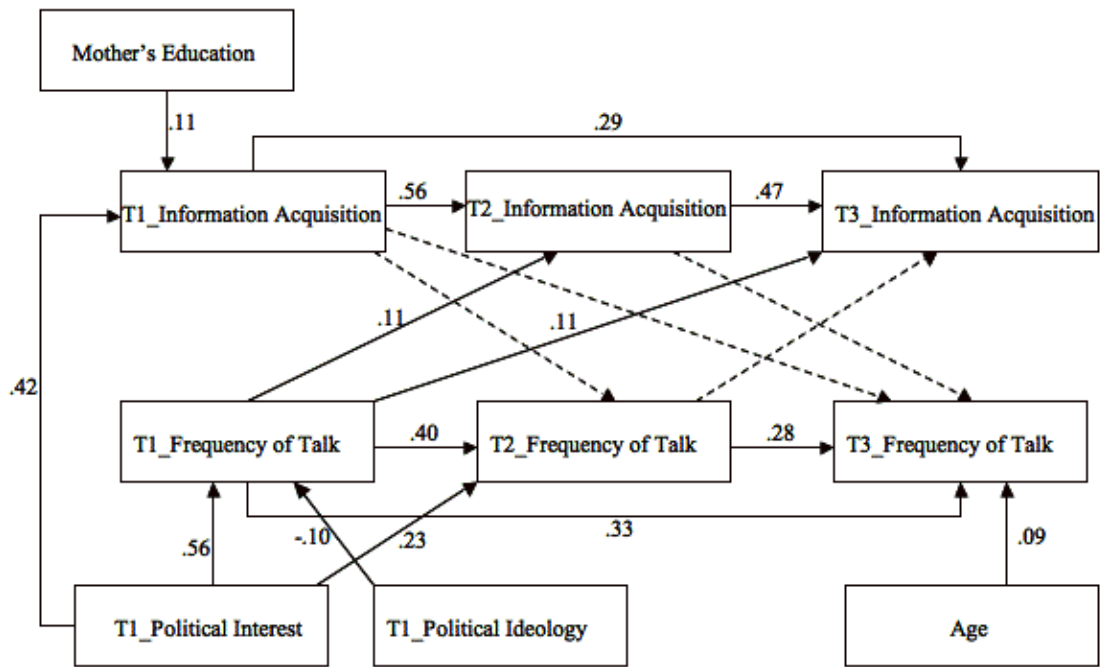 Mother's Education
.11
.29
T1_Information Acquisition
.56
T2_Information Acquisition
.47
T3_Information Acquisition
.11
.11
.42
T1_Frequency of Talk
.40
T2_Frequency of Talk
.28
T3_Frequency of Talk
.56
-.10
.23
.33
.09
T1_Political Interest
T1_Political Ideology
Age